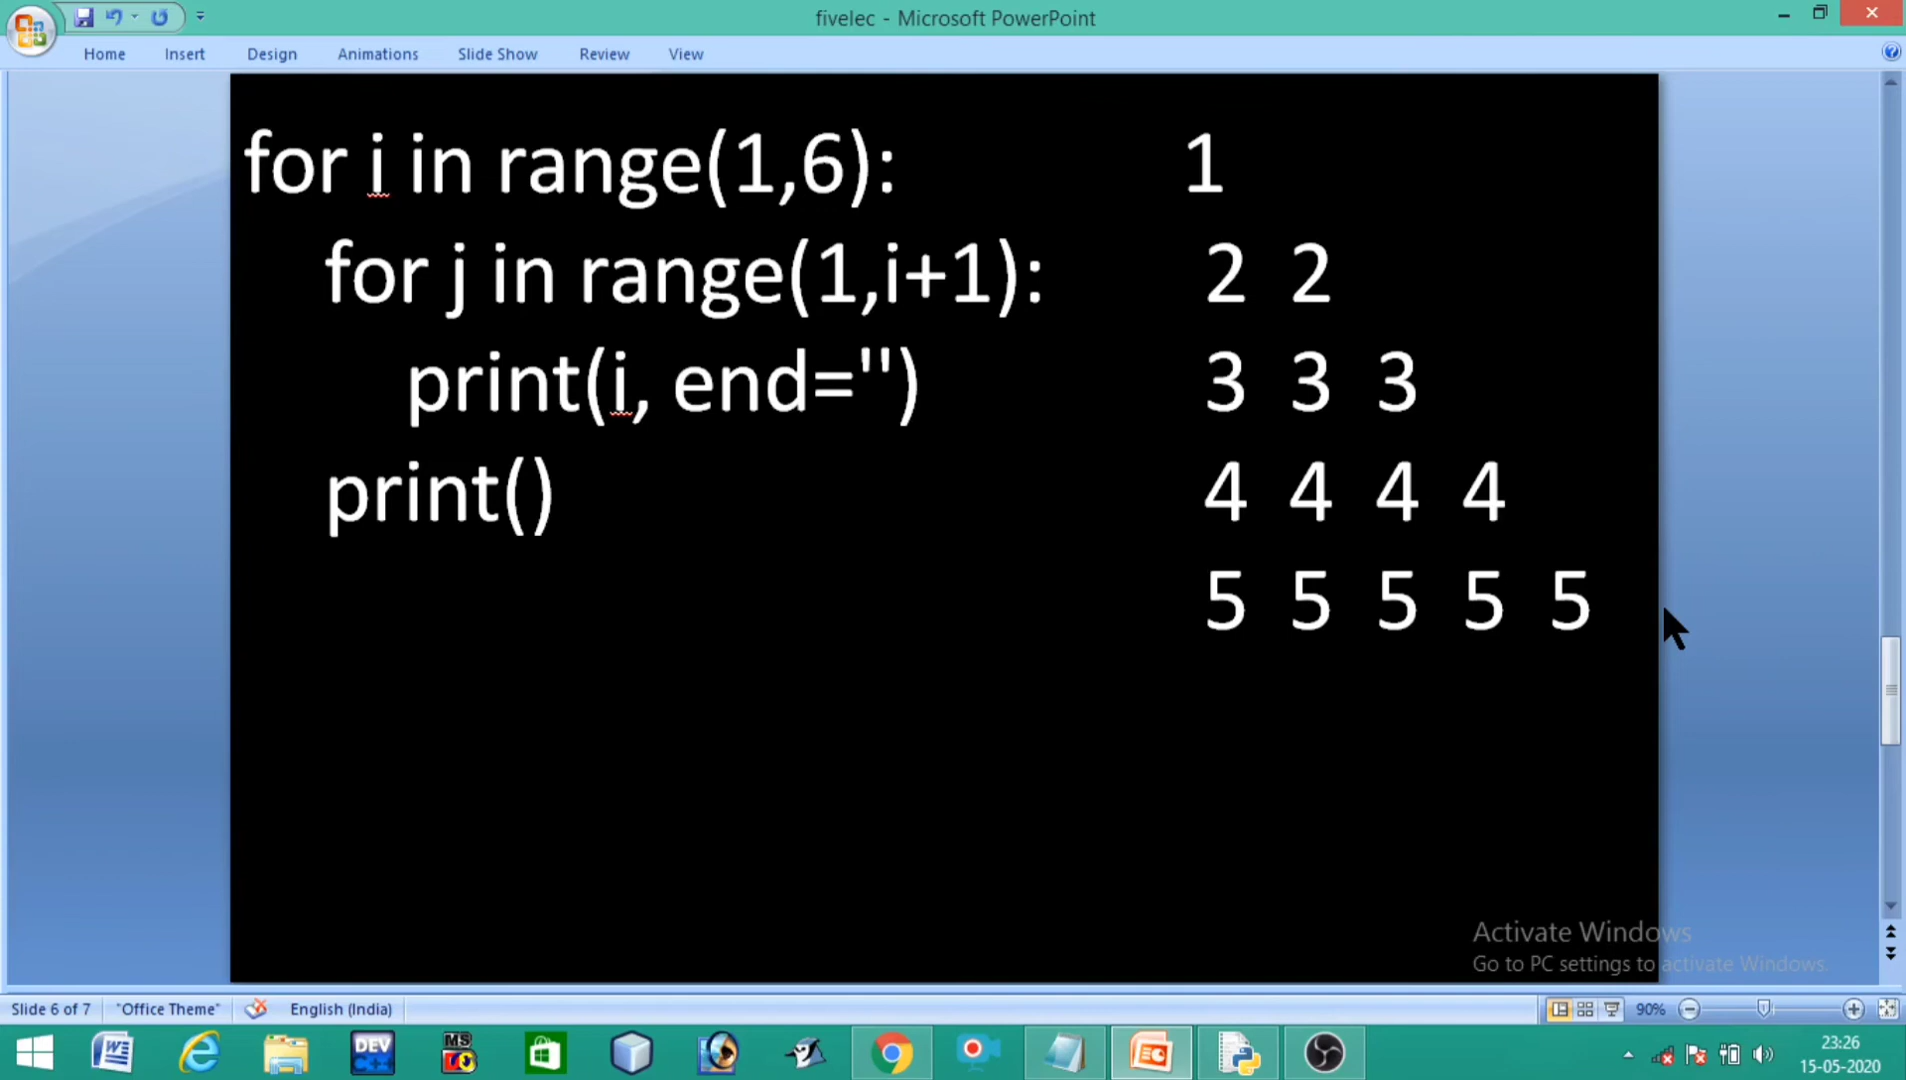 fivelec - Microsoft PowerPoint
Home Insert Design Animations Slide Show Review View
for i in range(1,6): 1
for j in range(1,i+1): 2 2
print(i, end='') 3 3 3
print() 4 4 4 4
5 5 5 5 5
Activate Windows
Go to PC settings to activate Windows.
Slide 6 of 7 "Office Theme" English (India) 90%
DEV C++ MS
23:26
15-05-2020